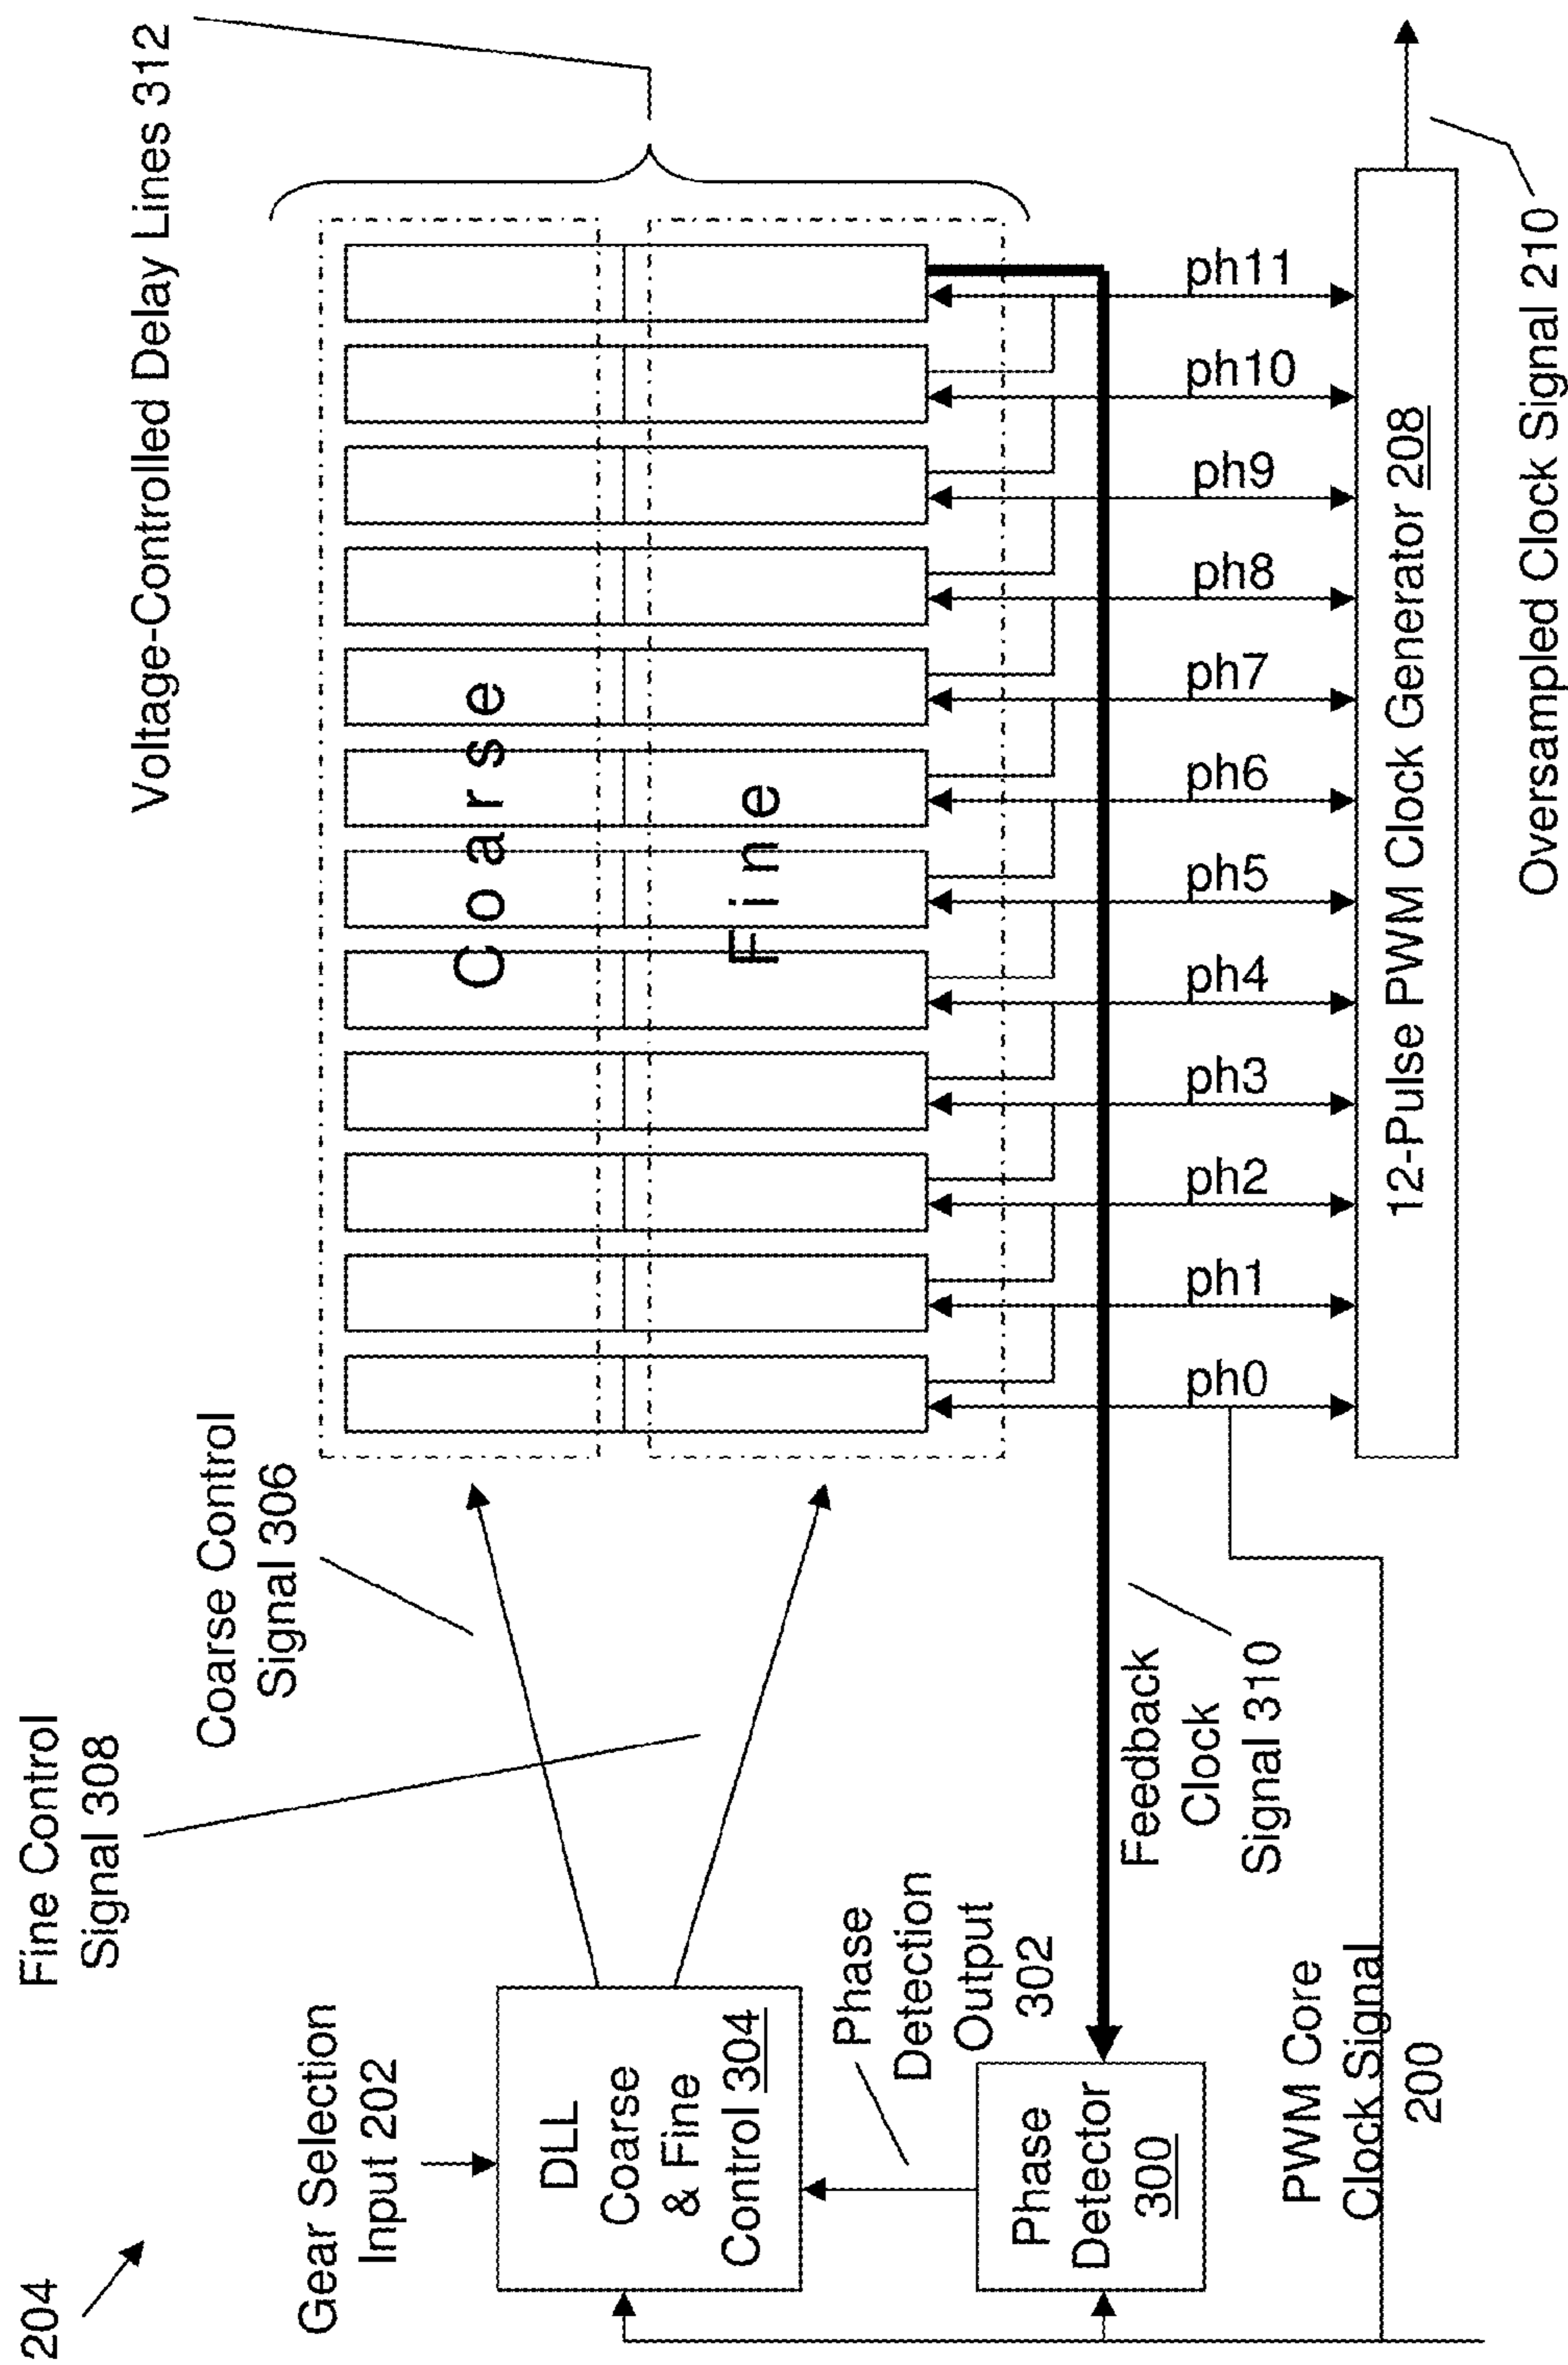 204
Fine Control
Signal 308
Coarse Control
Signal 306
Voltage-Controlled Delay Lines 312
Gear Selection
Input 202
DLL
Coarse
& Fine
Control 304
Coarse
Fine
Phase
Detection
Output
302
Phase
Detector
300
Feedback
Clock
Signal 310
PWM Core
Clock Signal
200
ph0
ph1
ph2
ph3
ph4
ph5
ph6
ph7
ph8
ph9
ph10
ph11
12-Pulse PWM Clock Generator 208
Oversampled Clock Signal 210